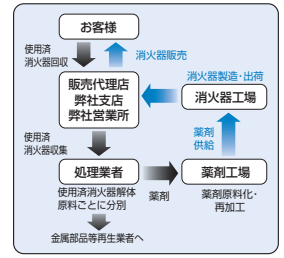 お客様
使用済
消火器回収
消火器販売
販売代理店
弊社支店
弊社営業所
消火器製造・出荷
消火器工場
使用済
消火器収集
薬剤
供給
処理業者
薬剤
薬剤工場
使用済消火器解体
原料ごとに分別
薬剤原料化・
再加工
金属部品等再生業者へ